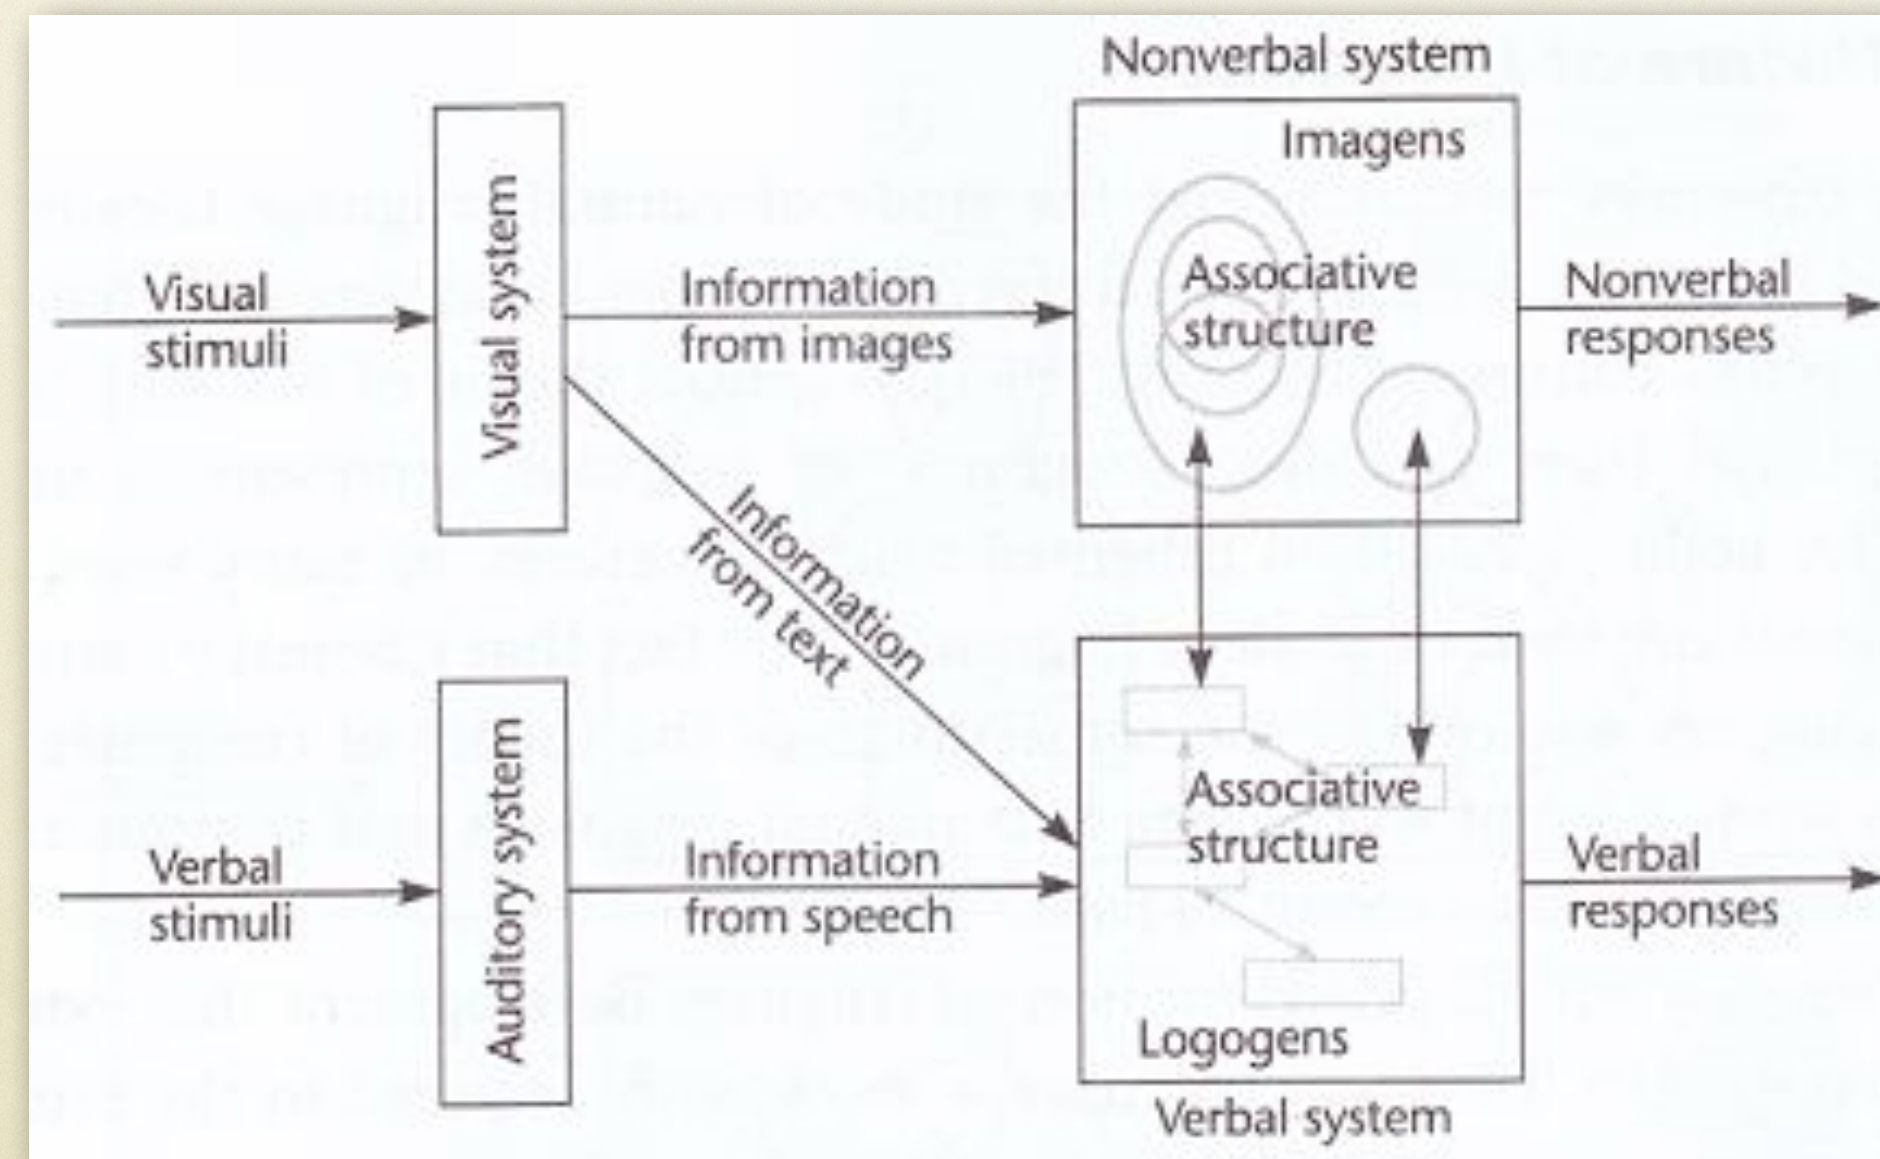 Nonverbal system
Imagens
Visual
stimuli
Visual system
Information
from images
Associative
structure
Nonverbal
responses
Information
from text
Verbal
stimuli
Auditory system
Information
from speech
Associative
structure
Verbal
responses
Logogens
Verbal system